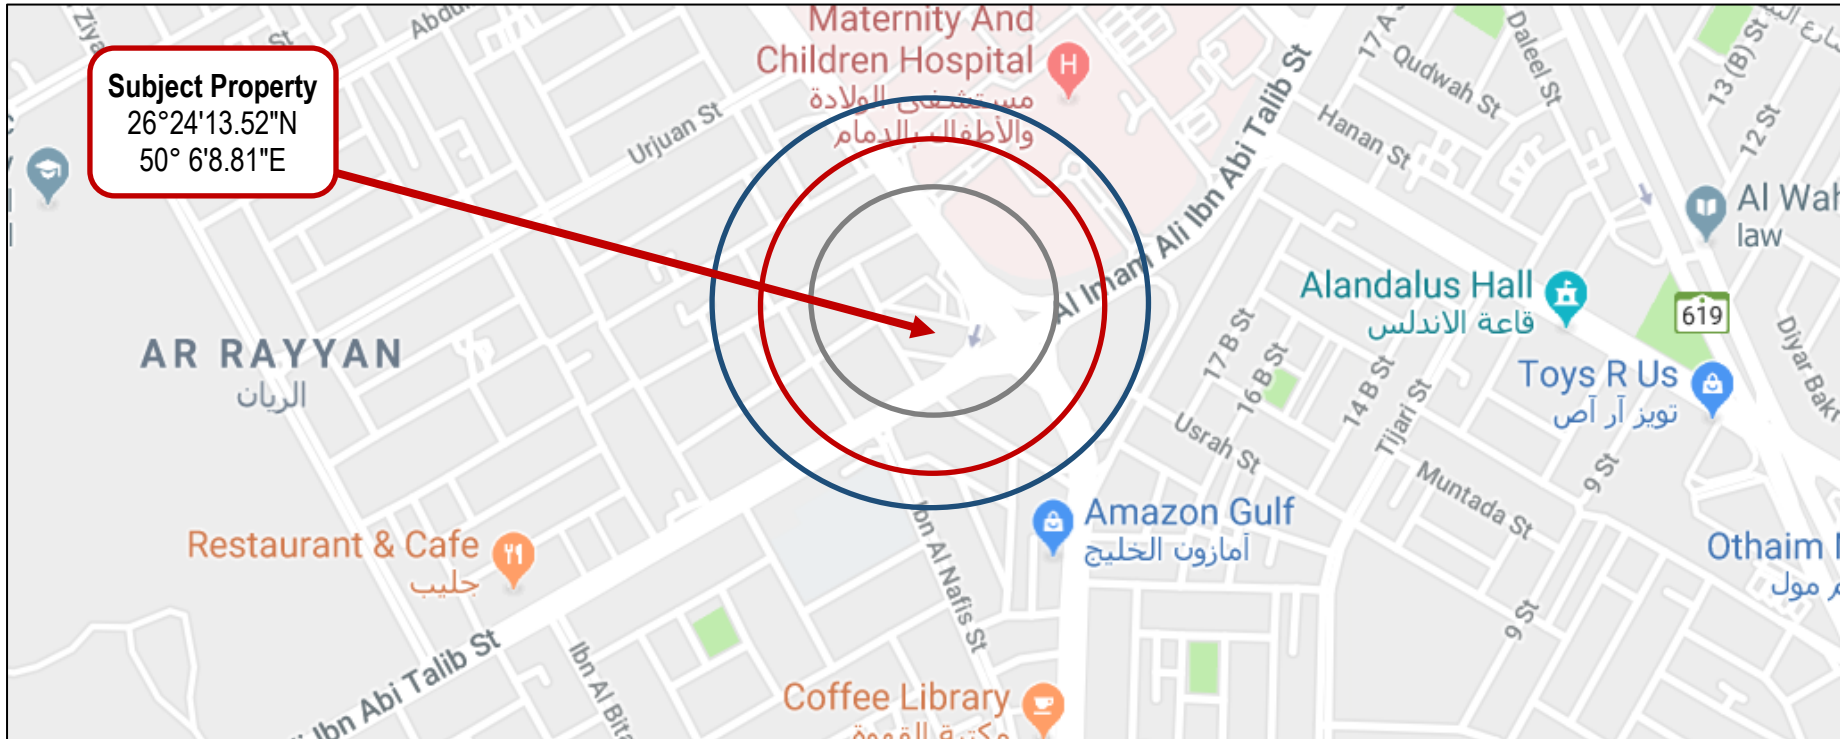 Subject Property
26°24'13.52"N
50° 6'8.81"E
Maternity And
Children Hospital
مستشفى الولادة
والأطفال بالدمام
H
Urjuan St
Al Imam Ali Ibn Abi Talib St
17 A
Qudwah St
Daleel St
Hanan St
13 (B) St
12 St
Al Wah
law
AR RAYYAN
الريان
Alandalus Hall
قاعة الاندلس
619
Diyar Bakr
Toys R Us
تويز آر آص
17 B St
16 B St
14 B St
Tijari St
Usrah St
Muntada St
9 St
9 St
Restaurant & Cafe
جليب
Amazon Gulf
أمازون الخليج
Othaim
مول
Ibn Al Nafis St
Ibn Abi Talib St
Ibn Al Bita
Coffee Library
مكتبة القهوة